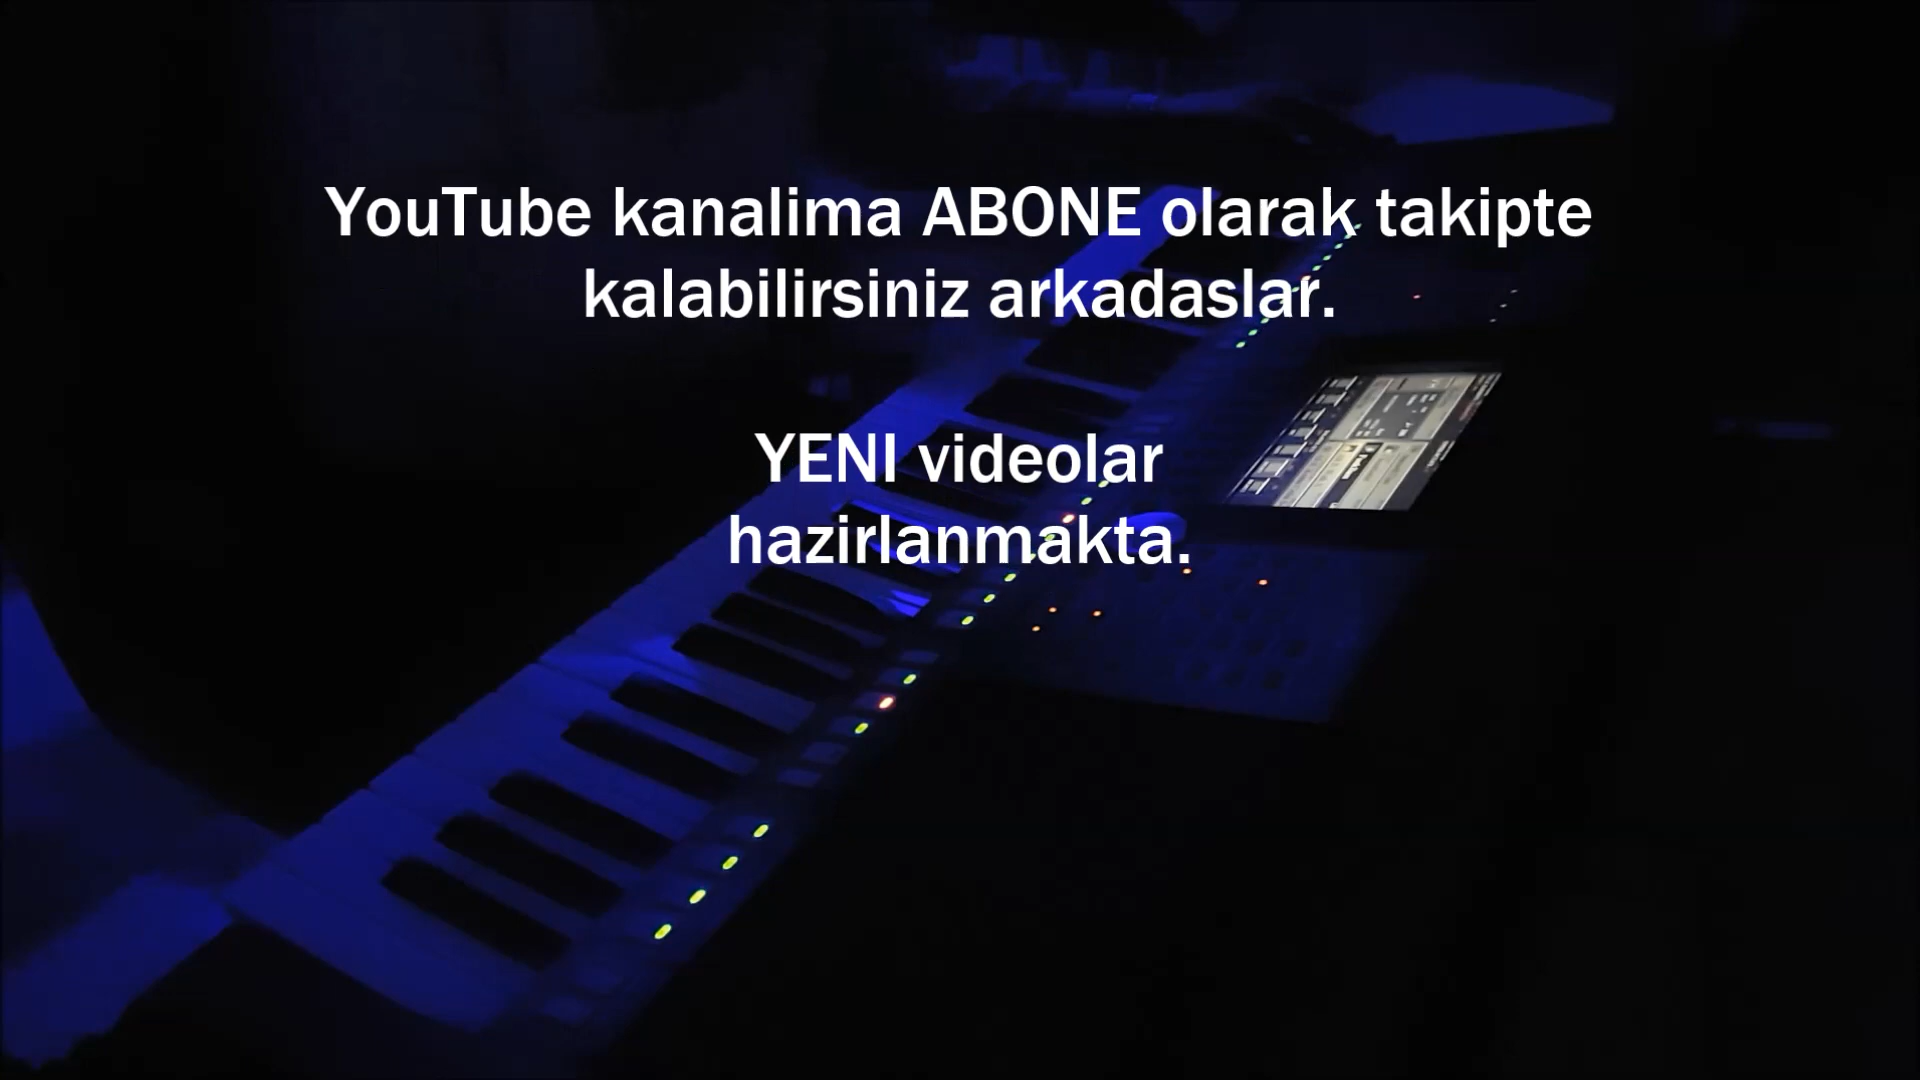 YouTube kanalima ABONE olarak takipte
kalabilirsiniz arkadaslar.
YENI videolar
hazirlanmakta.